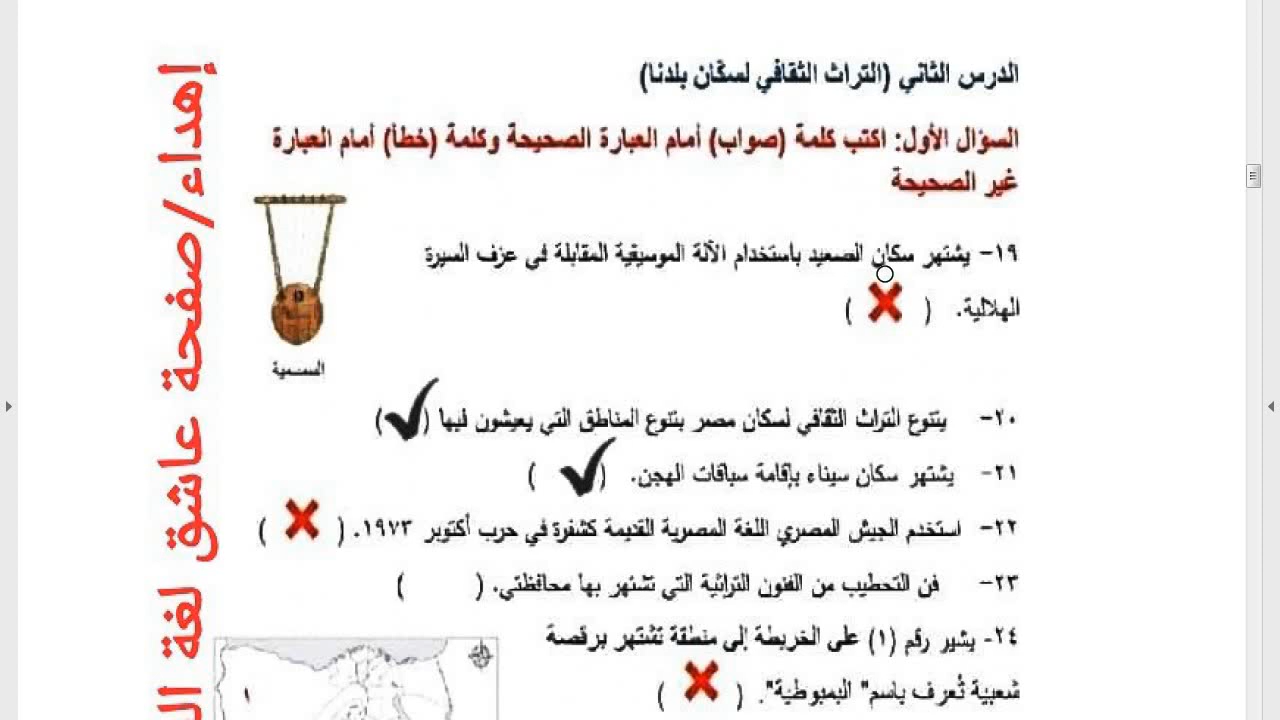 الدرس الثاني (التراث الثقافي لسكّان بلدنا)
السؤال الأول: اكتب كلمة (صواب) أمام العبارة الصحيحة وكلمة (خطأ) أمام العبارة
غير الصحيحة
١٩- يشتهر سكان الصعيد باستخدام الآلة الموسيقية المقابلة في عزف السيرة
الهلالية. ( )
السمسمية
٢٠- يتنوع التراث الثقافي لسكان مصر بتنوع المناطق التي يعيشون فيها ( )
٢١- يشتهر سكان سيناء بإقامة سباقات الهجن. ( )
٢٢- استخدم الجيش المصري اللغة المصرية القديمة كشفرة في حرب أكتوبر ١٩٧٣. ( )
٢٣- فن التحطيب من الفنون التراثية التي تشتهر بها محافظتي. ( )
٢٤- يشير رقم (١) على الخريطة إلى منطقة تشتهر برقصة
شعبية تُعرف باسم" البمبوطية". ( )
١
إهداء/صفحة عاشق لغة